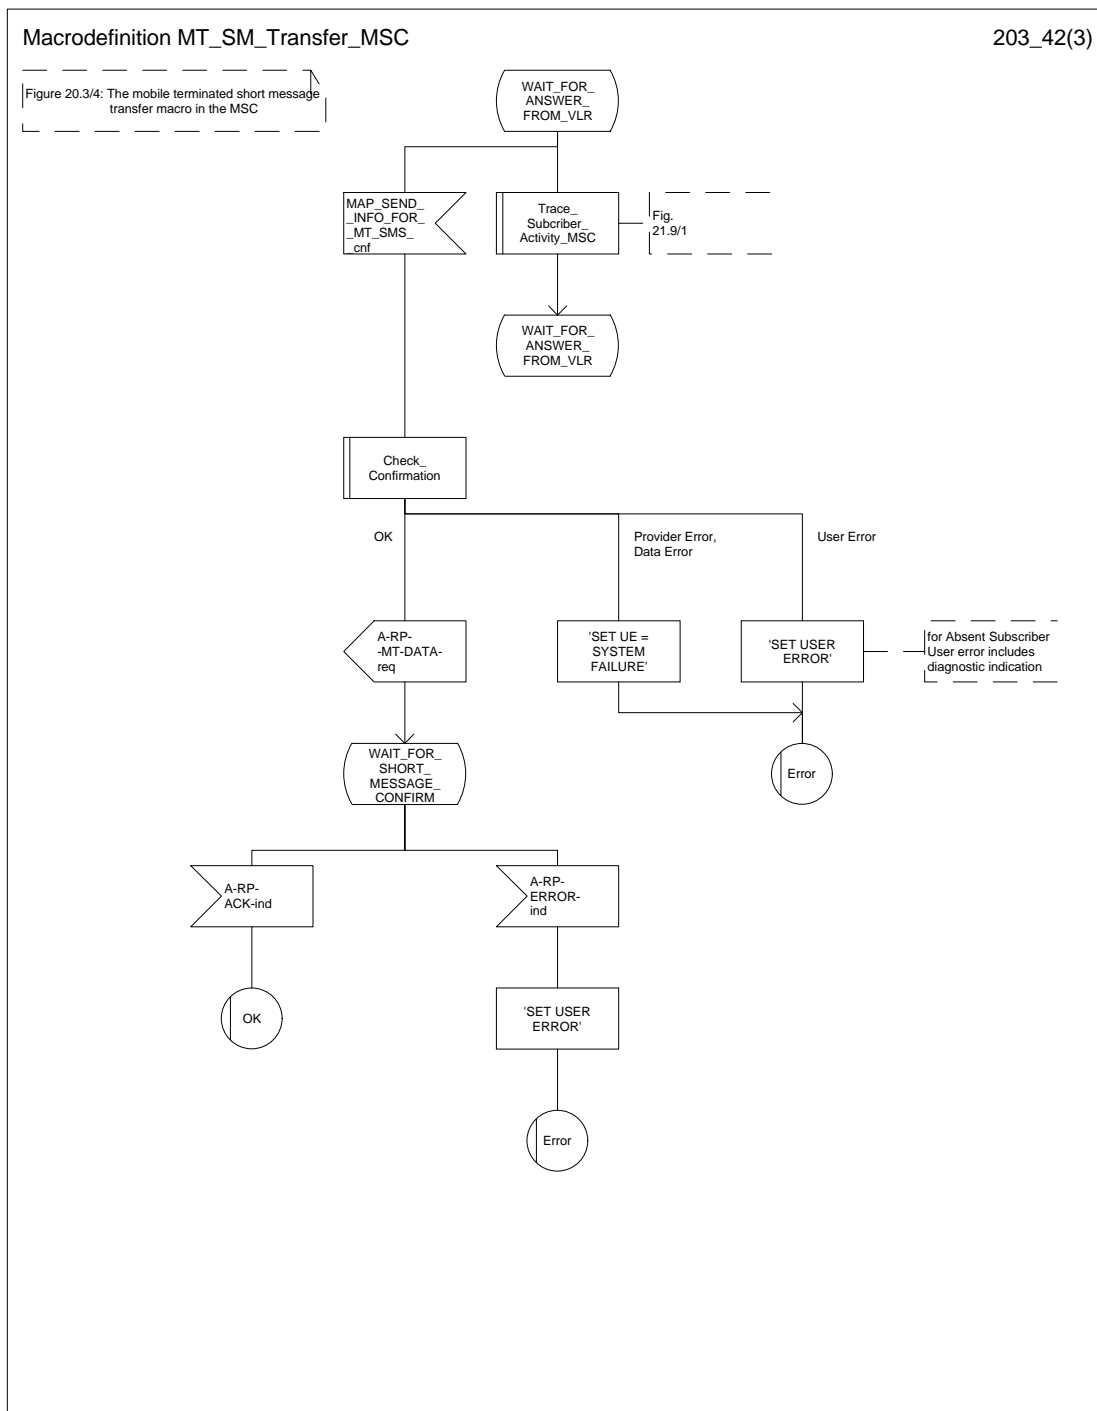 Macrodefinition MT_SM_Transfer_MSC
203_42(3)
Figure 20.3/4: The mobile terminated short message
transfer macro in the MSC
WAIT_FOR_
ANSWER_
FROM_VLR
MAP_SEND_
_INFO_FOR_
_MT_SMS_
_cnf
Trace_
Subcriber_
Activity_MSC
Fig.
21.9/1
WAIT_FOR_
ANSWER_
FROM_VLR
Check_
Confirmation
OK
Provider Error,
Data Error
User Error
A-RP-
-MT-DATA-
req
'SET UE =
SYSTEM
FAILURE'
'SET USER
ERROR'
for Absent Subscriber
User error includes
diagnostic indication
WAIT_FOR_
SHORT_
MESSAGE_
CONFIRM
Error
A-RP-
ACK-ind
A-RP-
ERROR-
ind
OK
'SET USER
ERROR'
Error